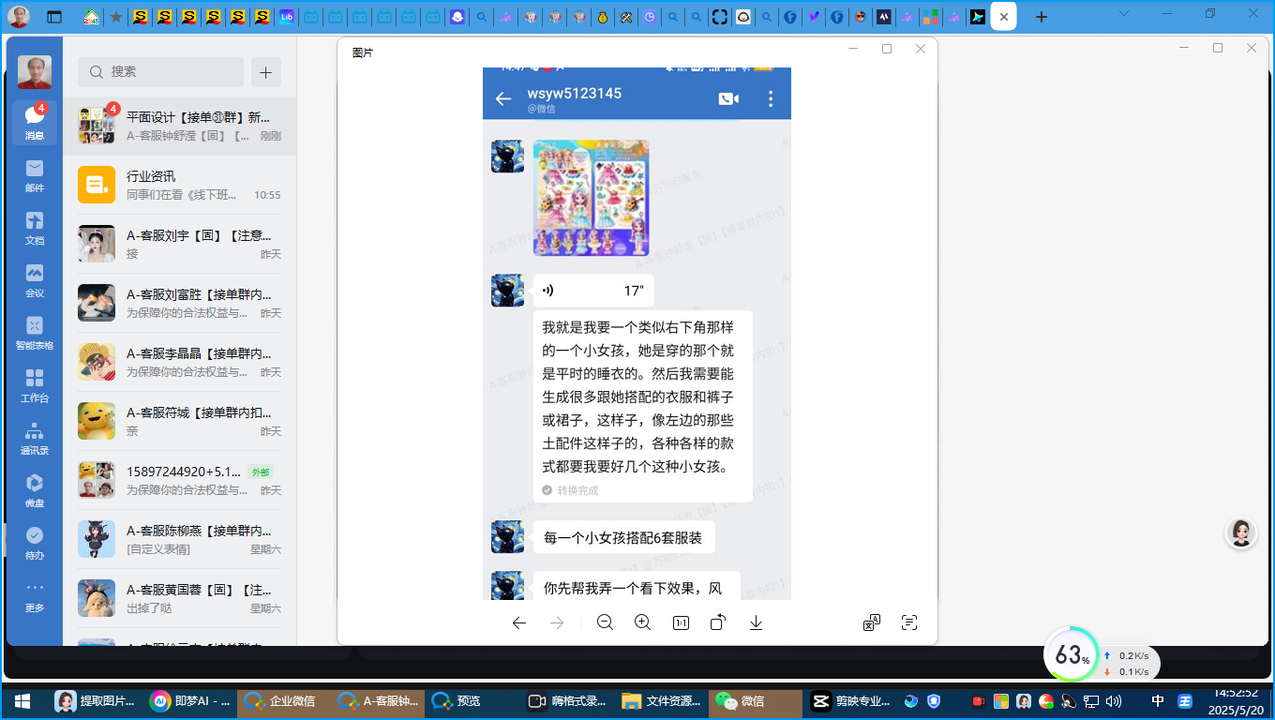 搜索
4
消息
邮件
文档
会议
智能表格
工作台
通讯录
微盘
待办
更多
4
平面设计【接单㉛群】新...
A-客服钟舒滢【固】【... 刚刚
行业资讯
同事们在看《线下班... 10:55
A-客服刘宇【固】【注意...
接 昨天
A-客服刘富胜【接单群内...
为保障你的合法权益与... 昨天
A-客服李晶晶【接单群内...
为保障你的合法权益与... 昨天
A-客服符城【接单群内扣...
亲 昨天
15897244920+5.1... 外部
为保障你的合法权益与... 昨天
A-客服陈柳燕【接单群内...
[自定义表情] 星期六
A-客服黄国蓉【固】【注...
出掉了哒 星期六
图片
wsyw5123145
@微信
17"
我就是我要一个类似右下角那样
的一个小女孩，她是穿的那个就
是平时的睡衣的。然后我需要能
生成很多跟她搭配的衣服和裤子
或裙子，这样子，像左边的那些
土配件这样子的，各种各样的款
式都要我要好几个这种小女孩。
转换完成
每一个小女孩搭配6套服装
你先帮我弄一个看下效果，风
1:1
63%
0.2K/s
0.1K/s
提取图片...
即梦AI - ...
企业微信
A-客服钟...
预览
嗨格式录...
文件资源...
微信
剪映专业...
中
14:52:52
2025/5/20